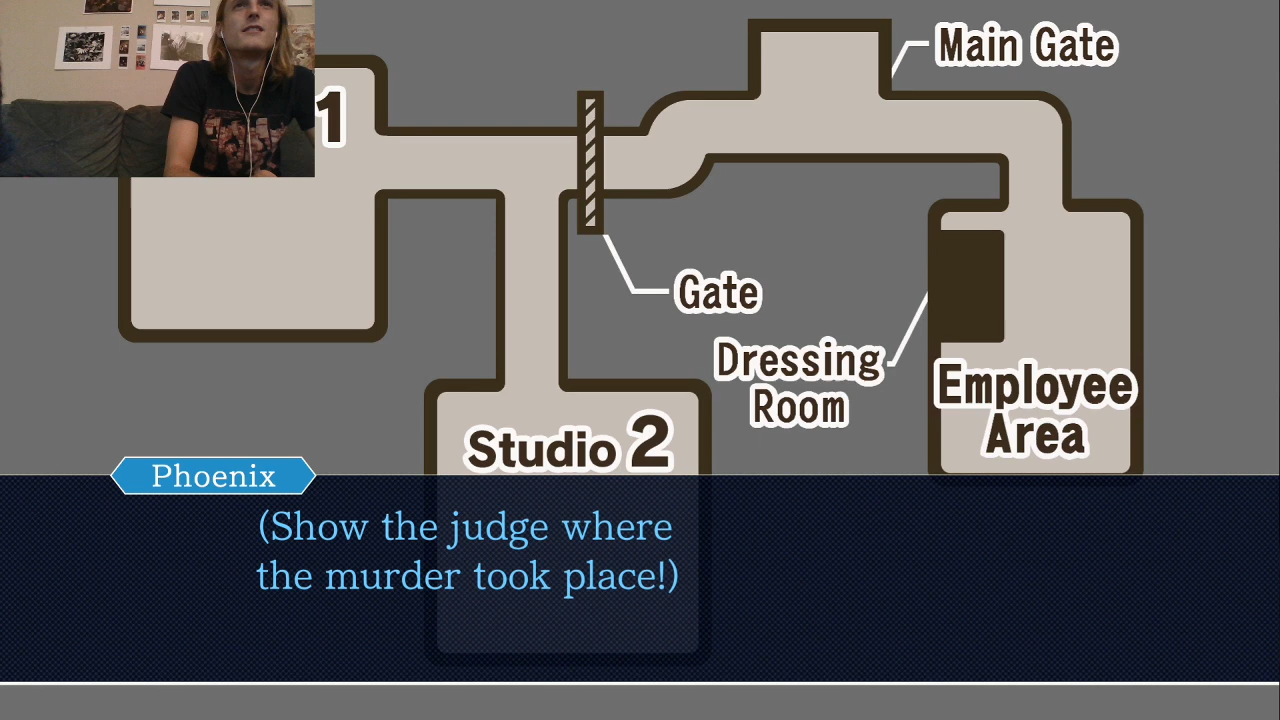 Main Gate
1
Gate
Dressing
Room
Employee
Area
Studio 2
Phoenix
(Show the judge where
the murder took place!)